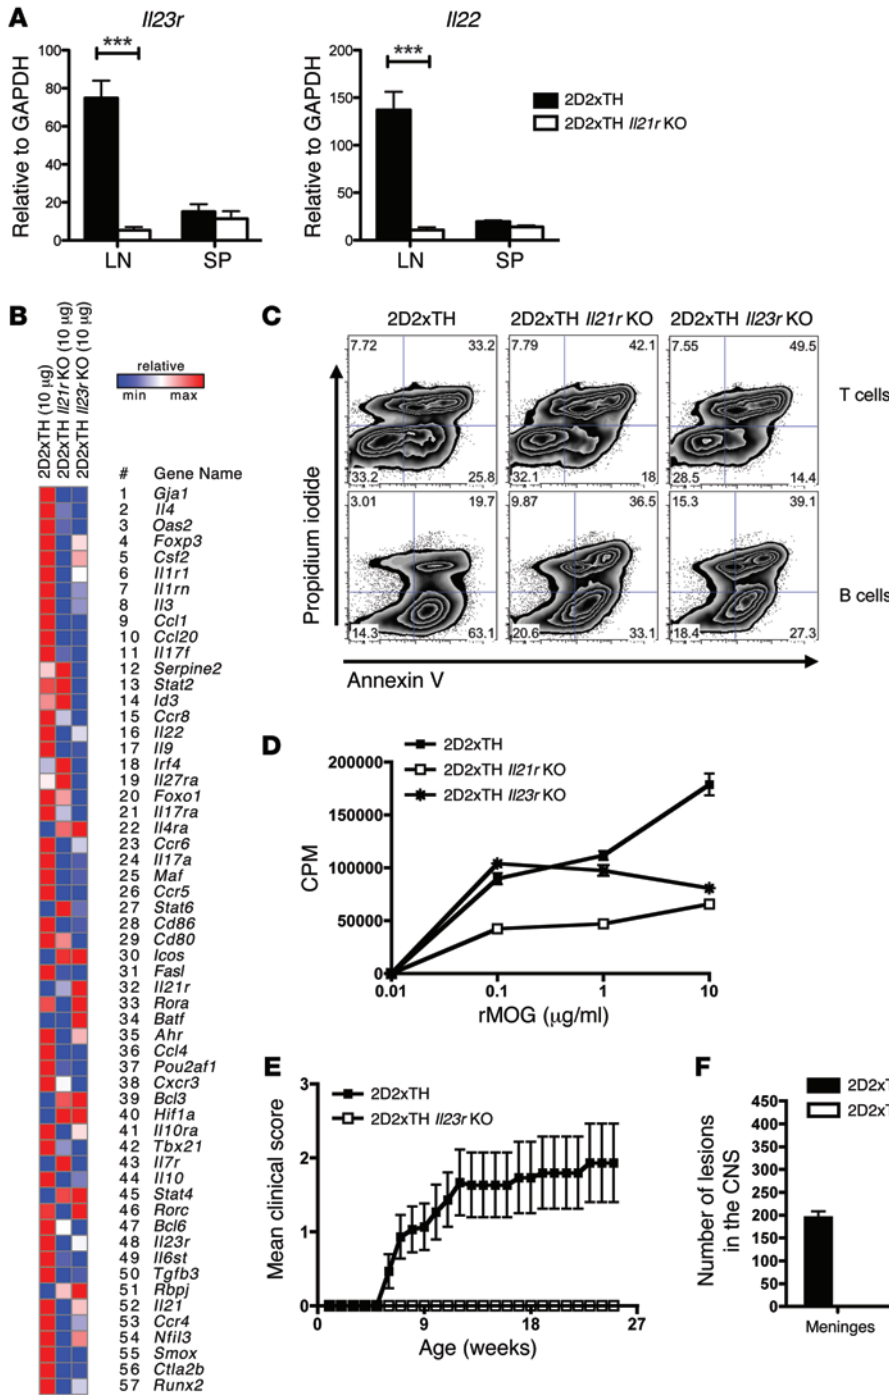 A
Il23r
Il22
***
***
Relative to GAPDH
100
80
60
40
20
0
LN
SP
Relative to GAPDH
200
150
100
50
0
LN
SP
2D2xTH
2D2xTH Il21r KO
B
2D2xTH (10 µg)
2D2xTH Il21r KO (10 µg)
2D2xTH Il23r KO (10 µg)
relative
min max
# Gene Name
1 Gja1
2 Il4
3 Oas2
4 Foxp3
5 Csf2
6 Il1r1
7 Il1rn
8 Il3
9 Ccl1
10 Ccl20
11 Il17f
12 Serpine2
13 Stat2
14 Id3
15 Ccr8
16 Il22
17 Il9
18 Irf4
19 Il27ra
20 Foxo1
21 Il17ra
22 Il4ra
23 Ccr6
24 Il17a
25 Maf
26 Ccr5
27 Stat6
28 Cd86
29 Cd80
30 Icos
31 Fasl
32 Il21r
33 Rora
34 Batf
35 Ahr
36 Ccl4
37 Pou2af1
38 Cxcr3
39 Bcl3
40 Hif1a
41 Il10ra
42 Tbx21
43 Il7r
44 Il10
45 Stat4
46 Rorc
47 Bcl6
48 Il23r
49 Il6st
50 Tgfb3
51 Rbpj
52 Il21
53 Ccr4
54 Nfil3
55 Smox
56 Ctla2b
57 Runx2
C
2D2xTH
2D2xTH Il21r KO
2D2xTH Il23r KO
7.72 33.2
33.2 25.8
7.79 42.1
32.1 18
7.55 49.5
28.5 14.4
T cells
3.01 19.7
14.3 63.1
9.87 36.5
20.6 33.1
15.3 39.1
18.4 27.3
B cells
Propidium iodide
Annexin V
D
2D2xTH
2D2xTH Il21r KO
2D2xTH Il23r KO
CPM
200000
150000
100000
50000
0
0.01 0.1 1 10
rMOG (µg/ml)
E
2D2xTH
2D2xTH Il23r KO
Mean clinical score
3
2
1
0
0 9 18 27
Age (weeks)
F
2D2xT
2D2xT
Number of lesions
in the CNS
450
400
350
300
250
200
150
100
50
0
Meninges